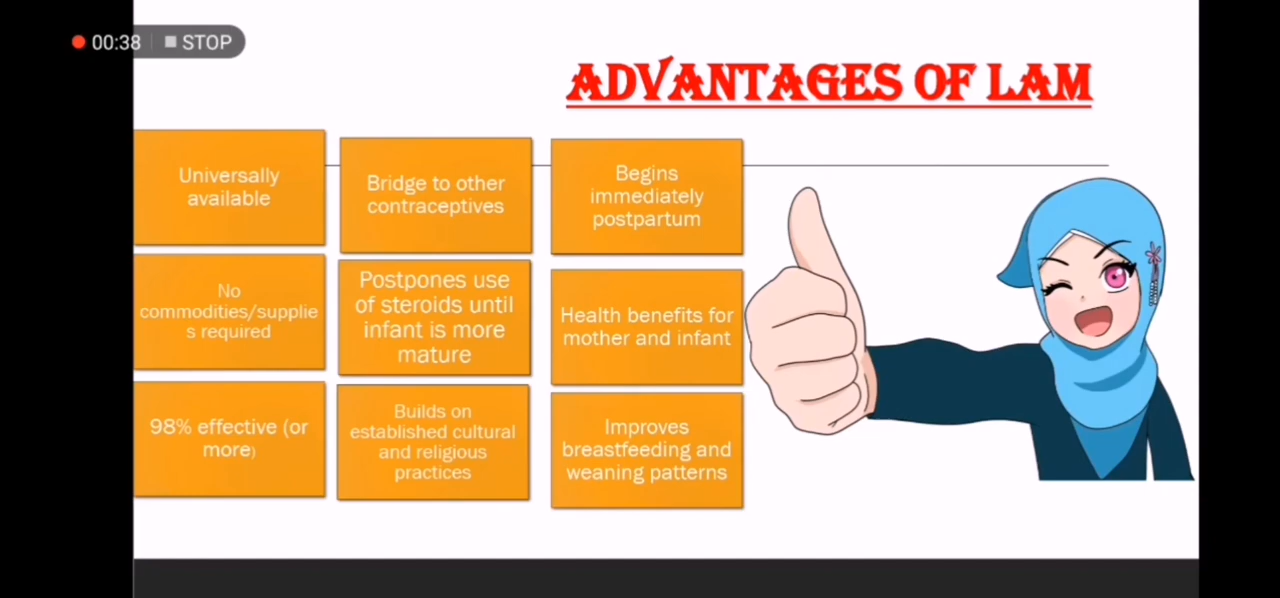 00:38 STOP
ADVANTAGES OF LAM
Universally
available
Bridge to other
contraceptives
Begins
immediately
postpartum
No
commodities/supplie
s required
Postpones use
of steroids until
infant is more
mature
Health benefits for
mother and infant
98% effective (or
more)
Builds on
established cultural
and religious
practices
Improves
breastfeeding and
weaning patterns